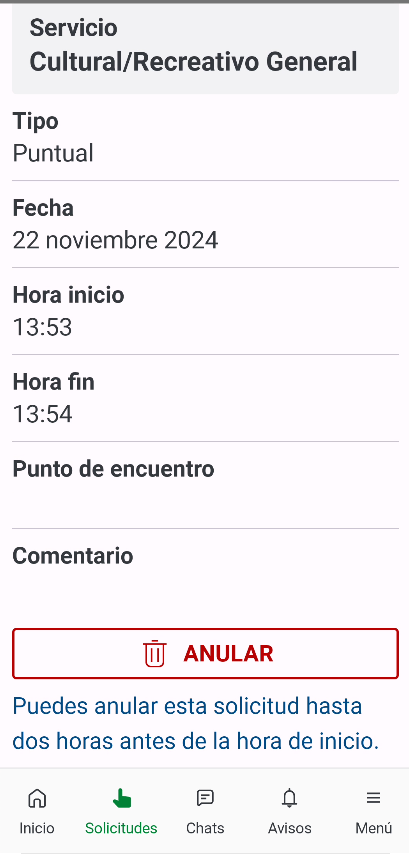 Servicio
Cultural/Recreativo General
Tipo
Puntual
Fecha
22 noviembre 2024
Hora inicio
13:53
Hora fin
13:54
Punto de encuentro
Comentario
ANULAR
Puedes anular esta solicitud hasta
dos horas antes de la hora de inicio.
Inicio
Solicitudes
Chats
Avisos
Menú